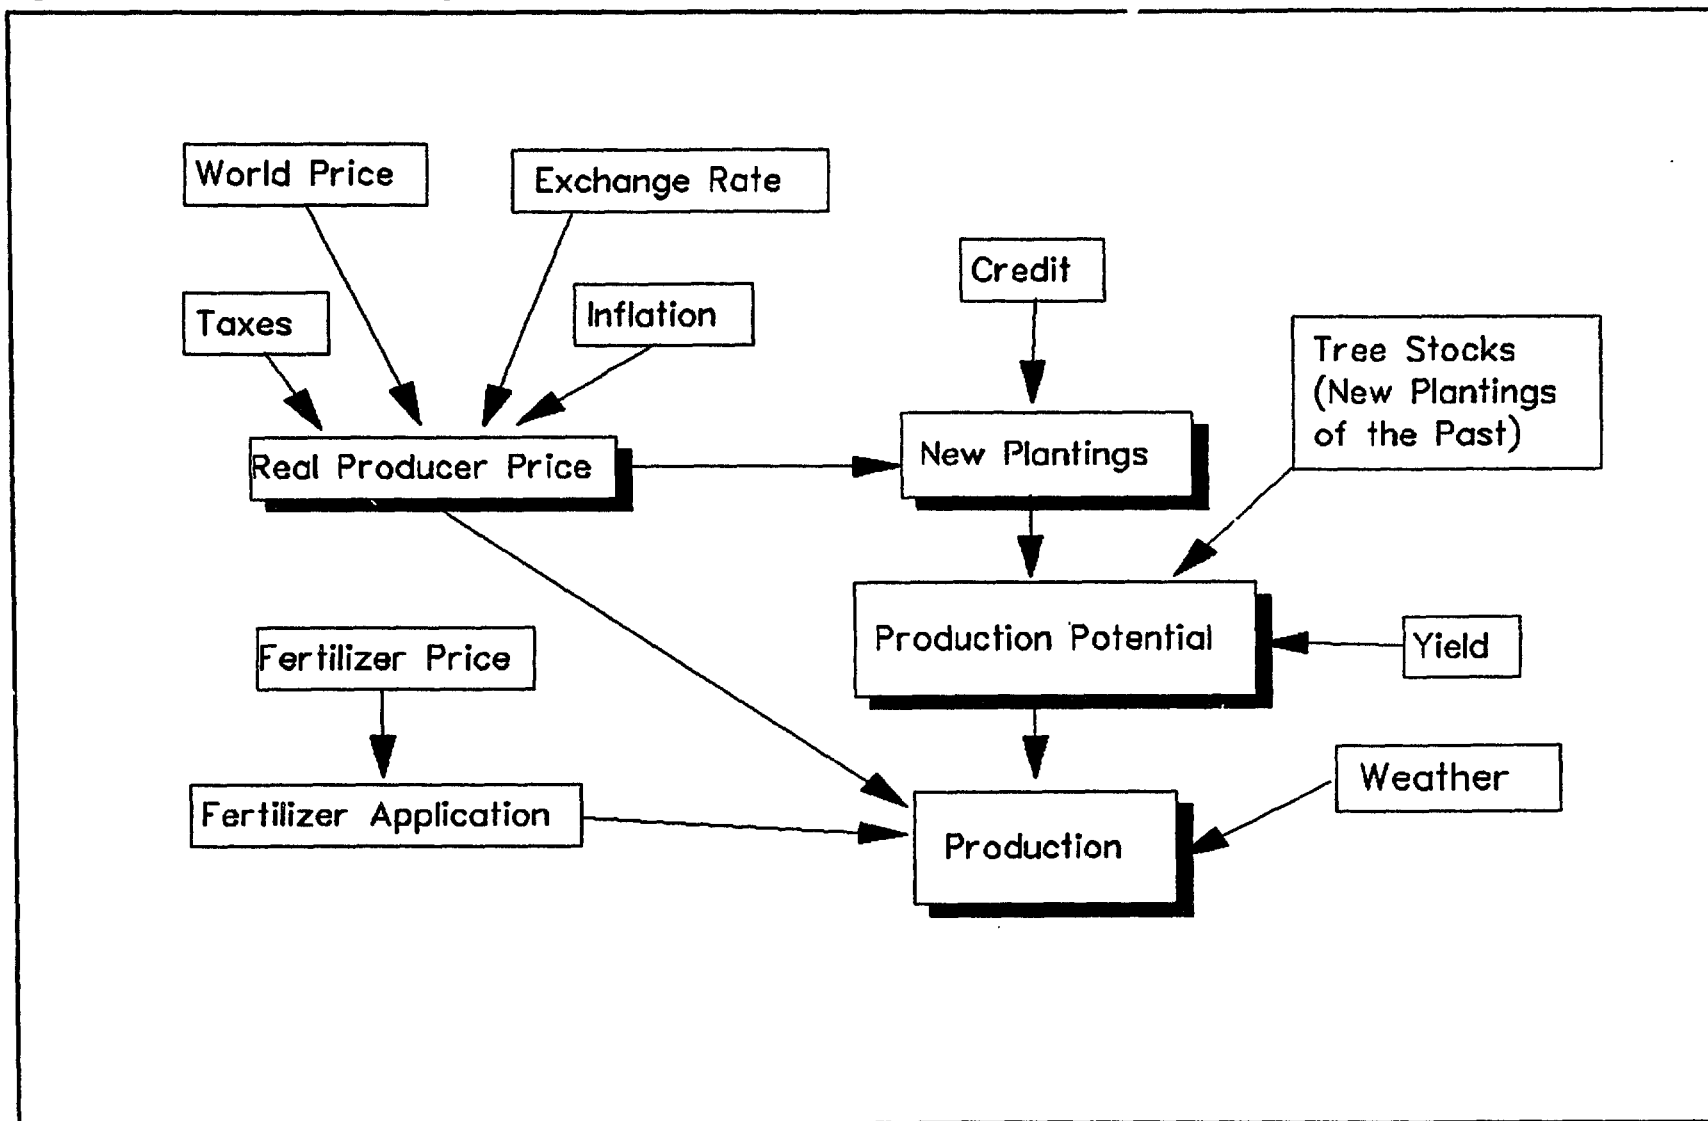 World Price
Exchange Rate
Credit
Taxes
Inflation
Tree Stocks
(New Plantings
of the Past)
Real Producer Price
New Plantings
Production Potential
Yield
Fertilizer Price
Weather
Fertilizer Application
Production